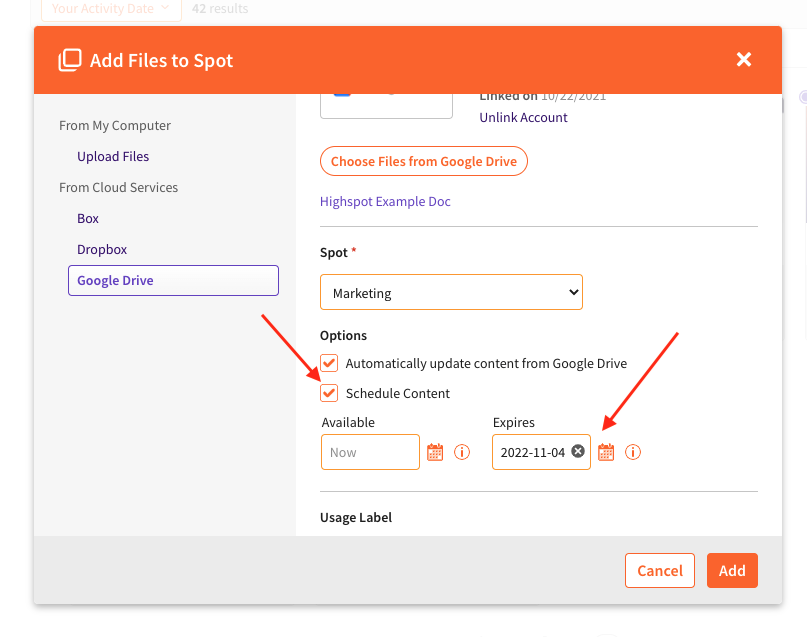 Your Activity Date 42 results
Add Files to Spot
Linked on 10/22/2021
Unlink Account
From My Computer
Upload Files
From Cloud Services
Box
Dropbox
Google Drive
Choose Files from Google Drive
Highspot Example Doc
Spot *
Marketing
Options
Automatically update content from Google Drive
Schedule Content
Available Expires
Now 2022-11-04
Usage Label
Cancel Add